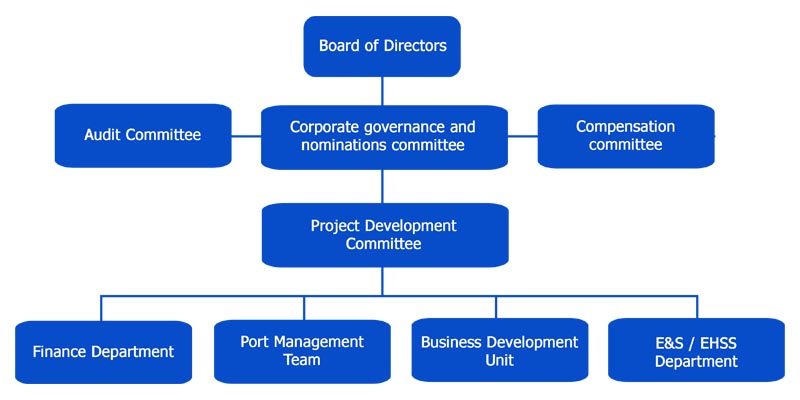 Board of Directors
Audit Committee
Corporate governance and
nominations committee
Compensation
committee
Project Development
Committee
Finance Department
Port Management
Team
Business Development
Unit
E&S / EHSS
Department